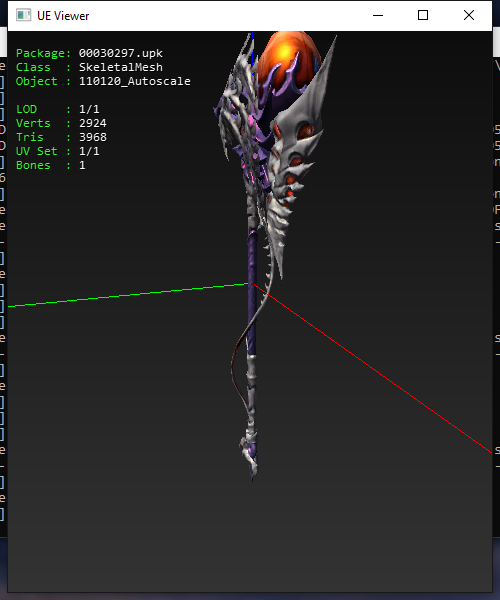 UE Viewer
Package: 00030297.upk
Class  : SkeletalMesh
Object : 110120_Autoscale
LOD    : 1/1
Verts  : 2924
Tris   : 3968
UV Set : 1/1
Bones  : 1